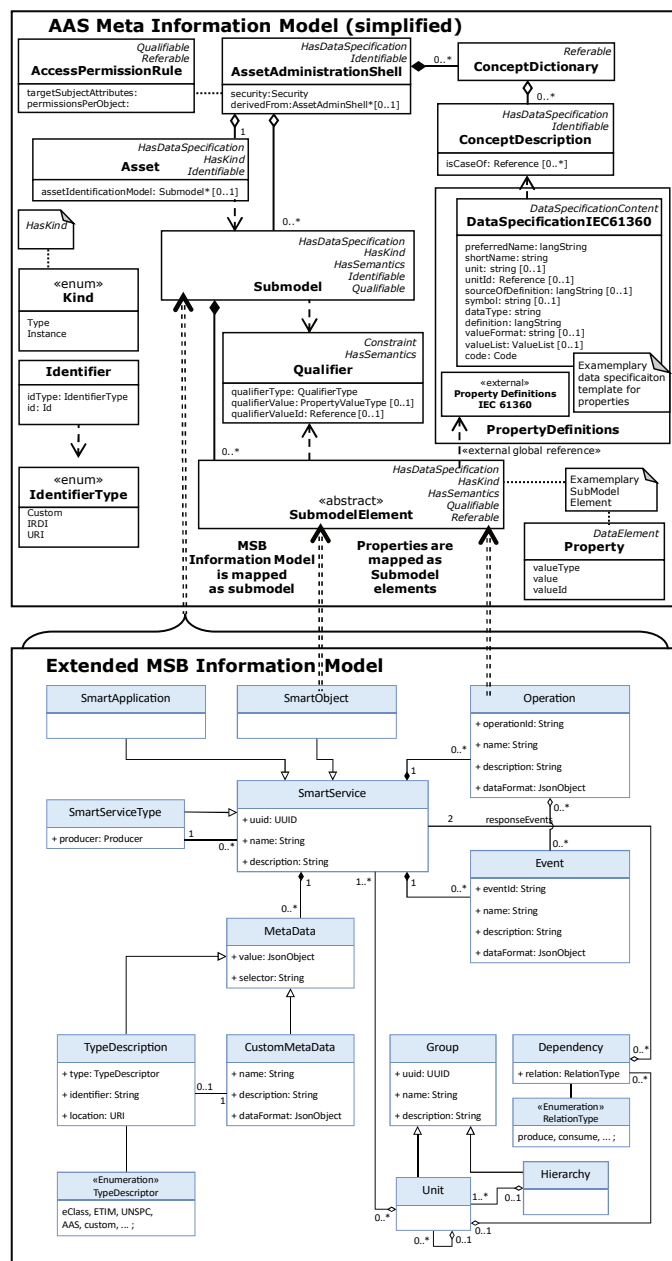 AAS Meta Information Model (simplified)
Qualifiable
Referable
AccessPermissionRule
targetSubjectAttributes:
permissionsPerObject:
HasDataSpecification
Identifiable
AssetAdministrationShell
security:Security
derivedFrom:AssetAdminShell*[0..1]
0..*
Referable
ConceptDictionary
0..*
HasDataSpecification
Identifiable
ConceptDescription
isCaseOf: Reference [0..*]
1
HasDataSpecification
HasKind
Identifiable
Asset
assetIdentificationModel: Submodel* [0..1]
0..*
HasKind
«enum»
Kind
Type
Instance
HasDataSpecification
HasKind
HasSemantics
Identifiable
Qualifiable
Submodel
DataSpecificationContent
DataSpecificationIEC61360
preferredName: langString
shortName: string
unit: string [0..1]
unitId: Reference [0..1]
sourceOfDefinition: langString [0..1]
symbol: string [0..1]
dataType: string
definition: langString
valueFormat: string [0..1]
valueList: ValueList [0..1]
code: Code
Examemplary
data specificaiton
template for
properties
«external»
Property Definitions
IEC 61360
PropertyDefinitions
Constraint
HasSemantics
Qualifier
qualifierType: QualifierType
qualifierValue: PropertyValueType [0..1]
qualifierValueId: Reference [0..1]
Identifier
idType: IdentifierType
id: Id
«enum»
IdentifierType
Custom
IRDI
URI
0..*
«external global reference»
HasDataSpecification
HasKind
HasSemantics
Qualifiable
Referable
«abstract»
SubmodelElement
Examemplary
SubModel
Element
DataElement
Property
valueType
value
valueId
MSB
Information Model
is mapped
as submodel
Properties are
mapped as
Submodel
elements
Extended MSB Information Model
SmartApplication
SmartObject
Operation
+ operationId: String
+ name: String
+ description: String
+ dataFormat: JsonObject
0..*
1
SmartService
+ uuid: UUID
+ name: String
+ description: String
SmartServiceType
+ producer: Producer
1
0..*
2
responseEvents
0..*
0..*
Event
+ eventId: String
+ name: String
+ description: String
+ dataFormat: JsonObject
1
0..*
1..*
1
0..*
MetaData
+ value: JsonObject
+ selector: String
TypeDescription
+ type: TypeDescriptor
+ identifier: String
+ location: URI
0..1
1
CustomMetaData
+ name: String
+ description: String
+ dataFormat: JsonObject
Group
+ uuid: UUID
+ name: String
+ description: String
Dependency
+ relation: RelationType
0..*
0..*
«Enumeration»
RelationType
produce, consume, ... ;
«Enumeration»
TypeDescriptor
eClass, ETIM, UNSPC,
AAS, custom, ... ;
Unit
Hierarchy
1..*
0..1
0..*
0..1
0..*
0..1